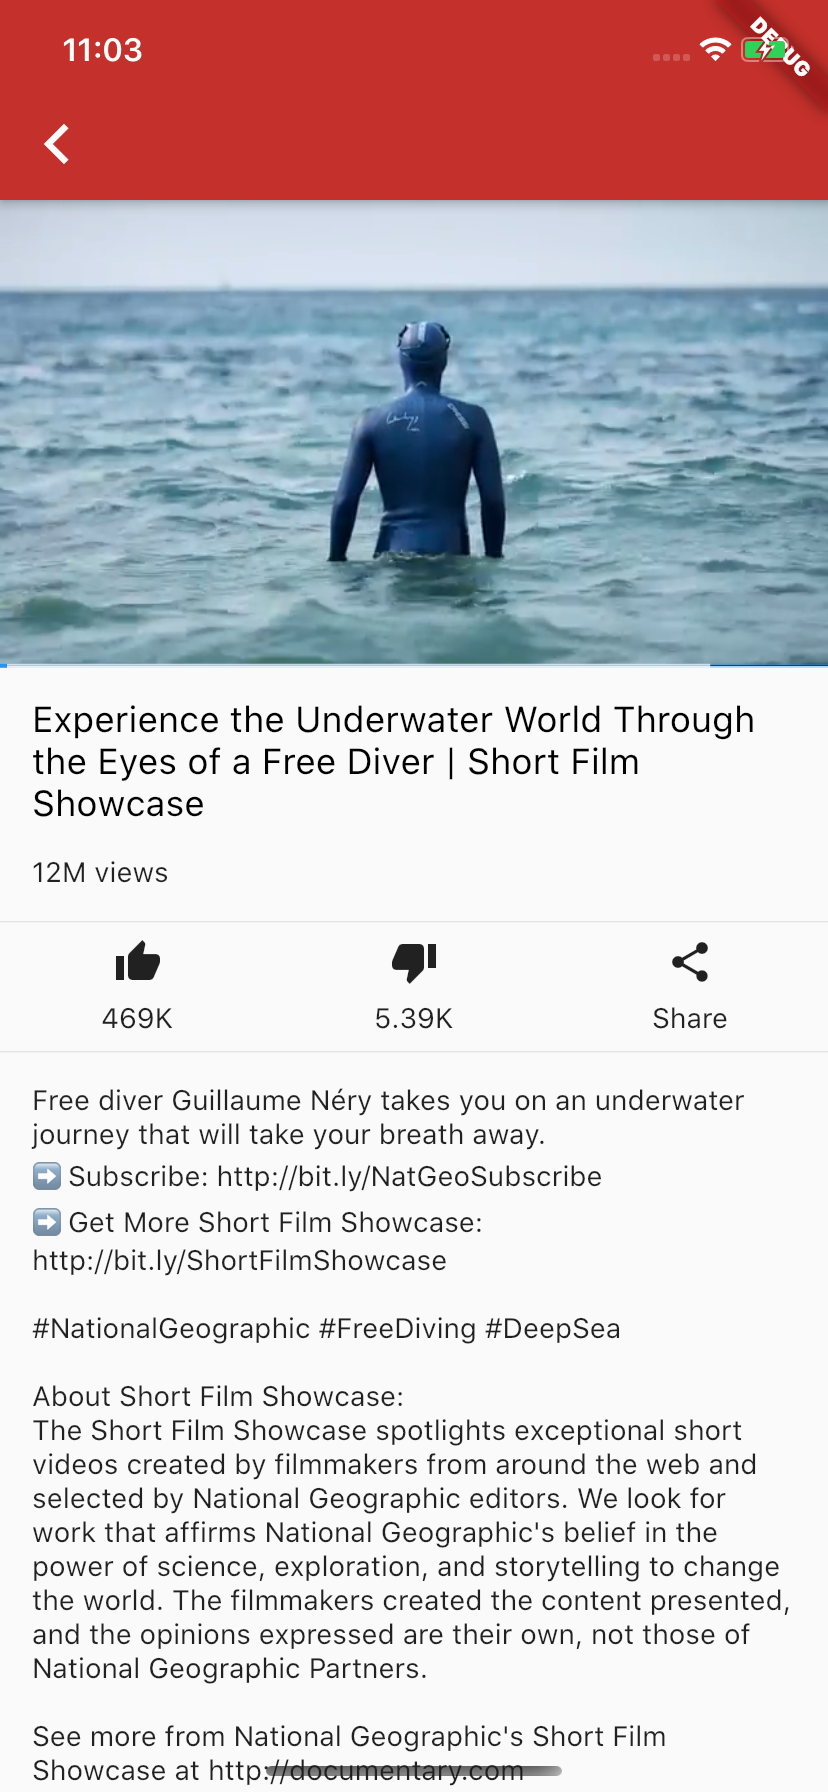 11:03
DEBUG
Experience the Underwater World Through
the Eyes of a Free Diver | Short Film
Showcase
12M views
469K
5.39K
Share
Free diver Guillaume Néry takes you on an underwater
journey that will take your breath away.
➡️ Subscribe: http://bit.ly/NatGeoSubscribe
➡️ Get More Short Film Showcase:
http://bit.ly/ShortFilmShowcase
#NationalGeographic #FreeDiving #DeepSea
About Short Film Showcase:
The Short Film Showcase spotlights exceptional short
videos created by filmmakers from around the web and
selected by National Geographic editors. We look for
work that affirms National Geographic's belief in the
power of science, exploration, and storytelling to change
the world. The filmmakers created the content presented,
and the opinions expressed are their own, not those of
National Geographic Partners.
See more from National Geographic's Short Film
Showcase at http://documentary.com